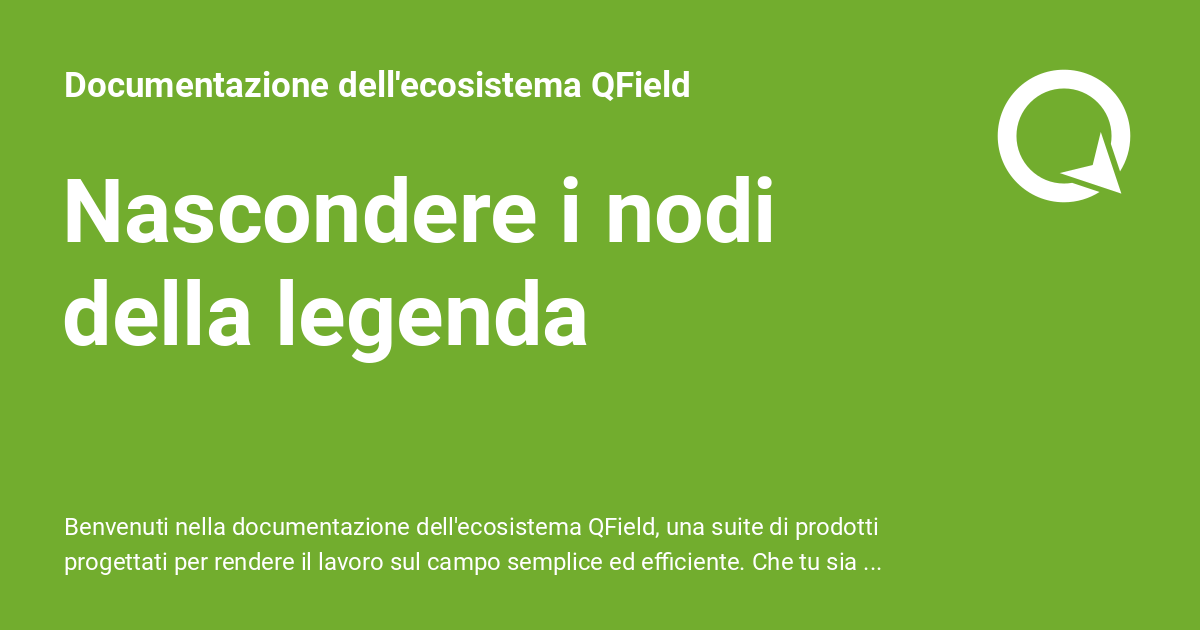 Documentazione dell'ecosistema QField
Nascondere i nodi
della legenda
Benvenuti nella documentazione dell'ecosistema QField, una suite di prodotti
progettati per rendere il lavoro sul campo semplice ed efficiente. Che tu sia ...